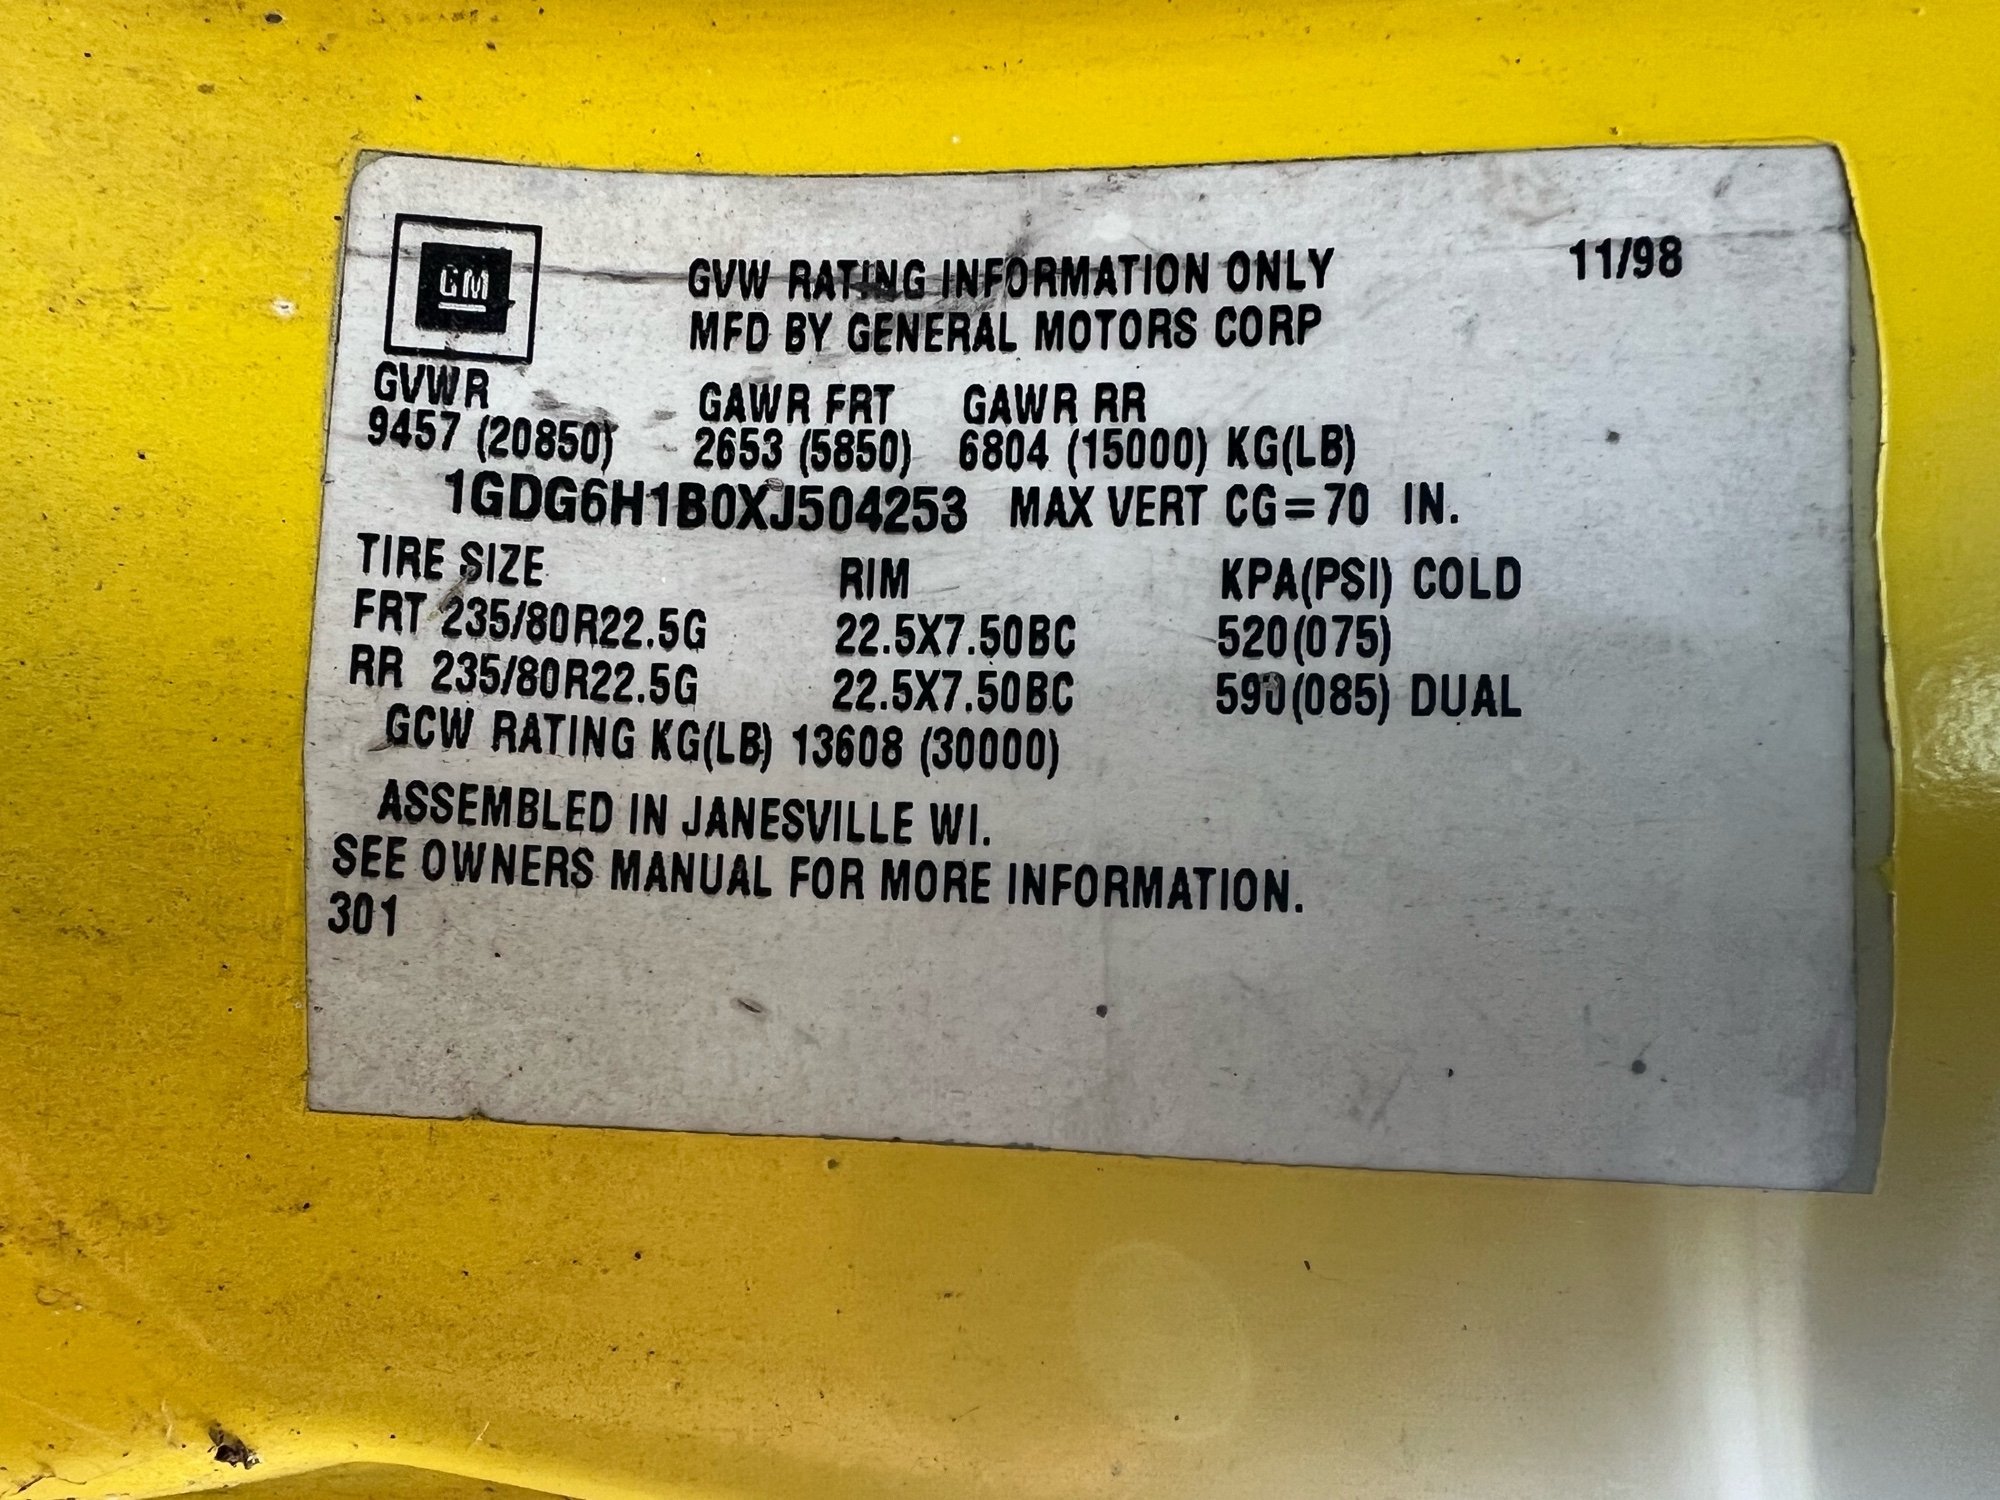 GM
GVW RATING INFORMATION ONLY 11/98
MFD BY GENERAL MOTORS CORP
GVWR GAWR FRT GAWR RR
9457 (20850) 2653 (5850) 6804 (15000) KG(LB)
1GDG6H1B0XJ504253 MAX VERT CG=70 IN.
TIRE SIZE RIM KPA(PSI) COLD
FRT 235/80R22.5G 22.5X7.50BC 520(075)
RR 235/80R22.5G 22.5X7.50BC 590(085) DUAL
GCW RATING KG(LB) 13608 (30000)
ASSEMBLED IN JANESVILLE WI.
SEE OWNERS MANUAL FOR MORE INFORMATION.
301